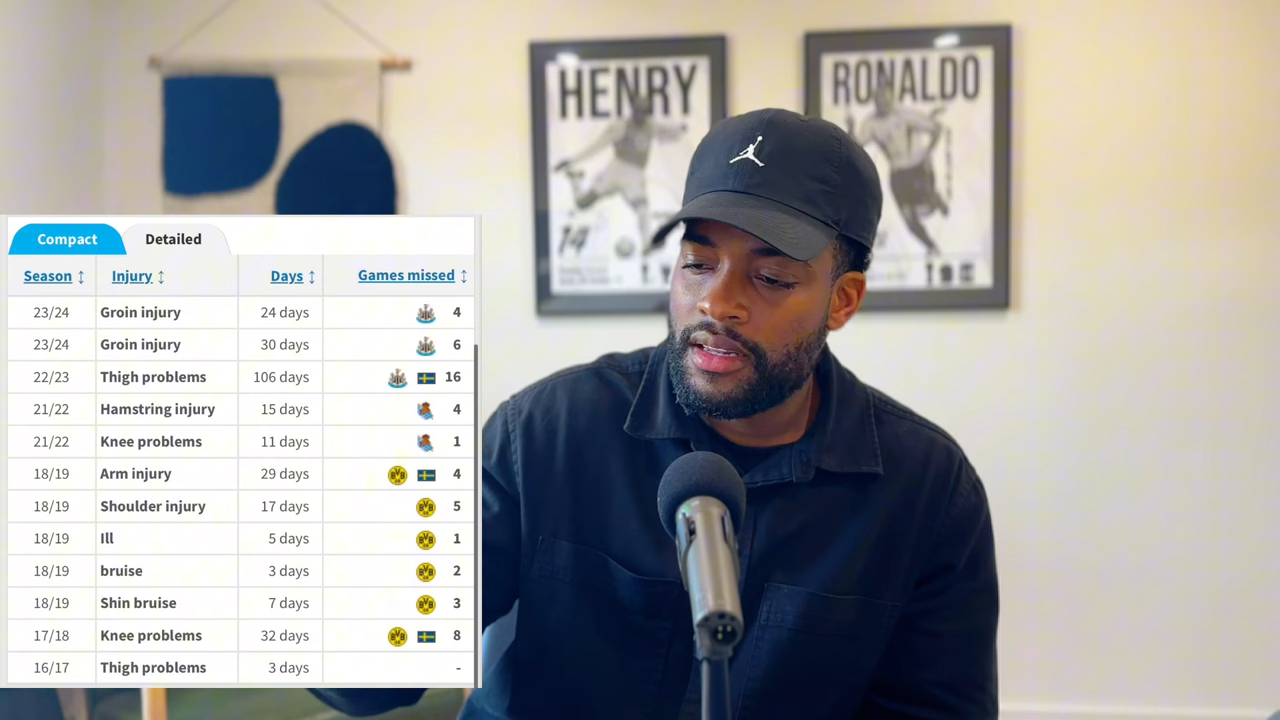 HENRY
RONALDO
14
Compact Detailed
Season Injury Days Games missed
23/24 Groin injury 24 days 4
23/24 Groin injury 30 days 6
22/23 Thigh problems 106 days 16
21/22 Hamstring injury 15 days 4
21/22 Knee problems 11 days 1
18/19 Arm injury 29 days 4
18/19 Shoulder injury 17 days 5
18/19 Ill 5 days 1
18/19 bruise 3 days 2
18/19 Shin bruise 7 days 3
17/18 Knee problems 32 days 8
16/17 Thigh problems 3 days -